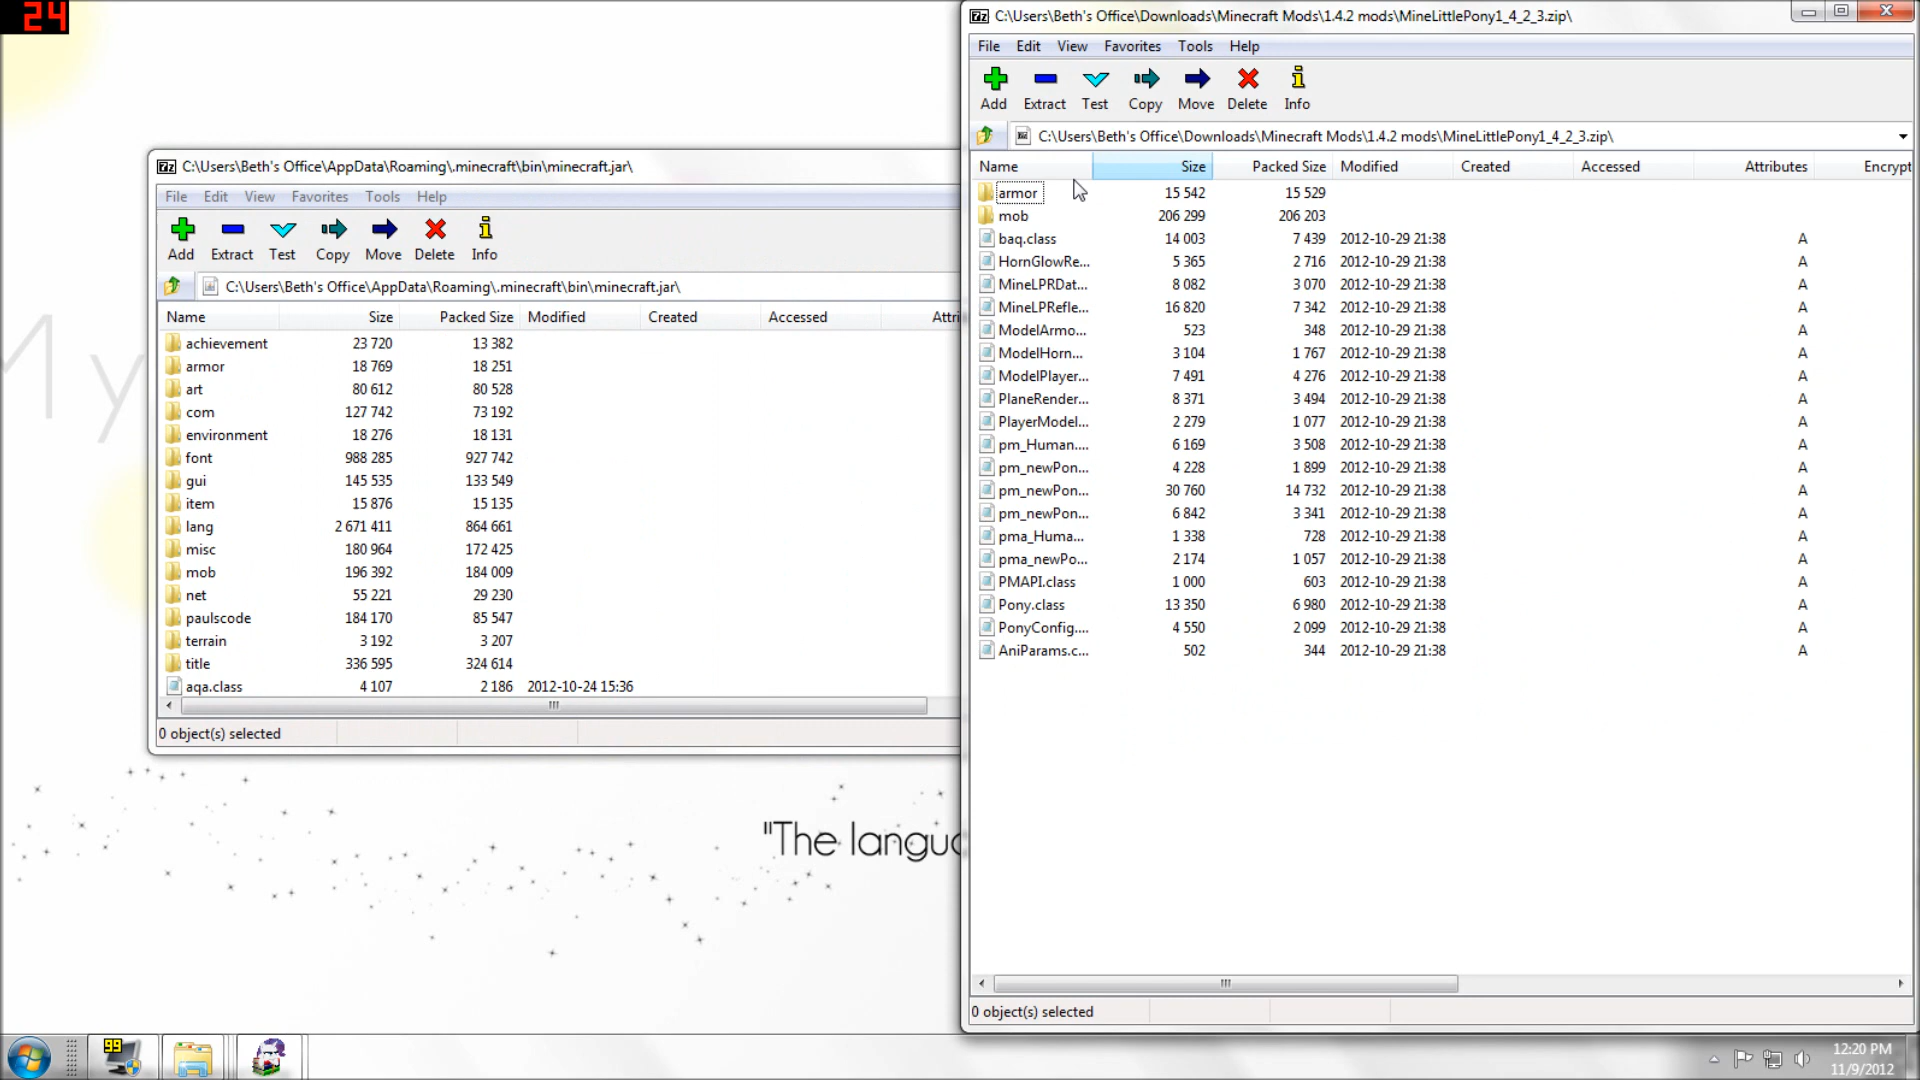 24
C:\Users\Beth's Office\Downloads\Minecraft Mods\1.4.2 mods\MineLittlePony1_4_2_3.zip\
File Edit View Favorites Tools Help
Add Extract Test Copy Move Delete Info
C:\Users\Beth's Office\Downloads\Minecraft Mods\1.4.2 mods\MineLittlePony1_4_2_3.zip\
Name Size Packed Size Modified Created Accessed Attributes Encrypt
armor 15 542 15 529
mob 206 299 206 203
baq.class 14 003 7 439 2012-10-29 21:38 A
HornGlowRe... 5 365 2 716 2012-10-29 21:38 A
MineLPRDat... 8 082 3 070 2012-10-29 21:38 A
MineLPRefle... 16 820 7 342 2012-10-29 21:38 A
ModelArmo... 523 348 2012-10-29 21:38 A
ModelHorn... 3 104 1 767 2012-10-29 21:38 A
ModelPlayer... 7 491 4 276 2012-10-29 21:38 A
PlaneRender... 8 371 3 494 2012-10-29 21:38 A
PlayerModel... 2 279 1 077 2012-10-29 21:38 A
pm_Human.... 6 169 3 508 2012-10-29 21:38 A
pm_newPon... 4 228 1 899 2012-10-29 21:38 A
pm_newPon... 30 760 14 732 2012-10-29 21:38 A
pm_newPon... 6 842 3 341 2012-10-29 21:38 A
pma_Huma... 1 338 728 2012-10-29 21:38 A
pma_newPo... 2 174 1 057 2012-10-29 21:38 A
PMAPI.class 1 000 603 2012-10-29 21:38 A
Pony.class 13 350 6 980 2012-10-29 21:38 A
PonyConfig.... 4 550 2 099 2012-10-29 21:38 A
AniParams.c... 502 344 2012-10-29 21:38 A
0 object(s) selected
C:\Users\Beth's Office\AppData\Roaming\.minecraft\bin\minecraft.jar\
File Edit View Favorites Tools Help
Add Extract Test Copy Move Delete Info
C:\Users\Beth's Office\AppData\Roaming\.minecraft\bin\minecraft.jar\
Name Size Packed Size Modified Created Accessed Attri
achievement 23 720 13 382
armor 18 769 18 251
art 80 612 80 528
com 127 742 73 192
environment 18 276 18 131
font 988 285 927 742
gui 145 535 133 549
item 15 876 15 135
lang 2 671 411 864 661
misc 180 964 172 425
mob 196 392 184 009
net 55 221 29 230
paulscode 184 170 85 547
terrain 3 192 3 207
title 336 595 324 614
aqa.class 4 107 2 186 2012-10-24 15:36
0 object(s) selected
My
"The langu
99
12:20 PM
11/9/2012